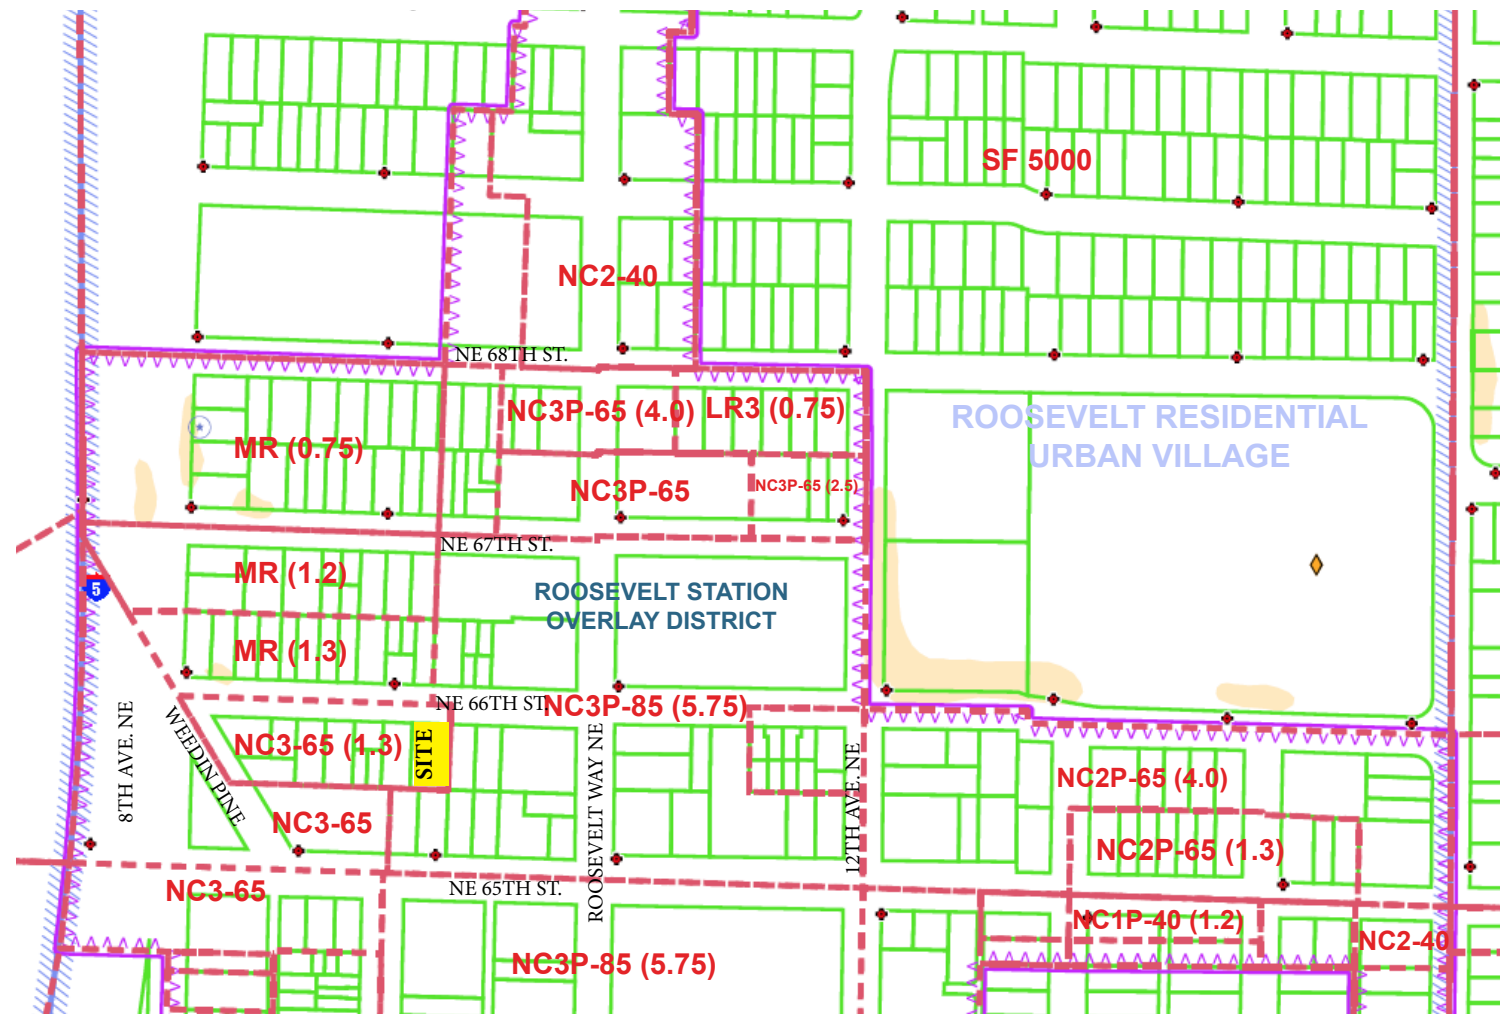 SF 5000
NC2-40
NE 68TH ST.
NC3P-65 (4.0)
LR3 (0.75)
ROOSEVELT RESIDENTIAL
URBAN VILLAGE
MR (0.75)
NC3P-65
NC3P-65 (2.5)
NE 67TH ST.
MR (1.2)
5
ROOSEVELT STATION
OVERLAY DISTRICT
MR (1.3)
NE 66TH ST.
NC3P-85 (5.75)
8TH AVE. NE
WEEDIN PINE
NC3-65 (1.3)
SITE
ROOSEVELT WAY NE
12TH AVE. NE
NC2P-65 (4.0)
NC3-65
NC2P-65 (1.3)
NC3-65
NE 65TH ST.
NC1P-40 (1.2)
NC2-40
NC3P-85 (5.75)